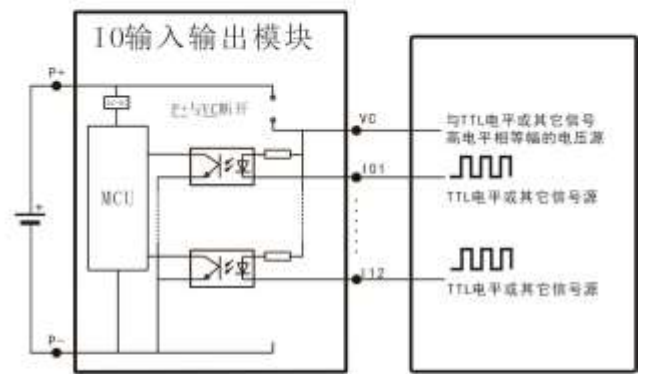 IO输入输出模块
P+
P+与VC断开
VC
与TTL电平或其它信号
高电平相等幅的电压源
IO1
TTL电平或其它信号源
MCU
+
I12
TTL电平或其它信号源
P-